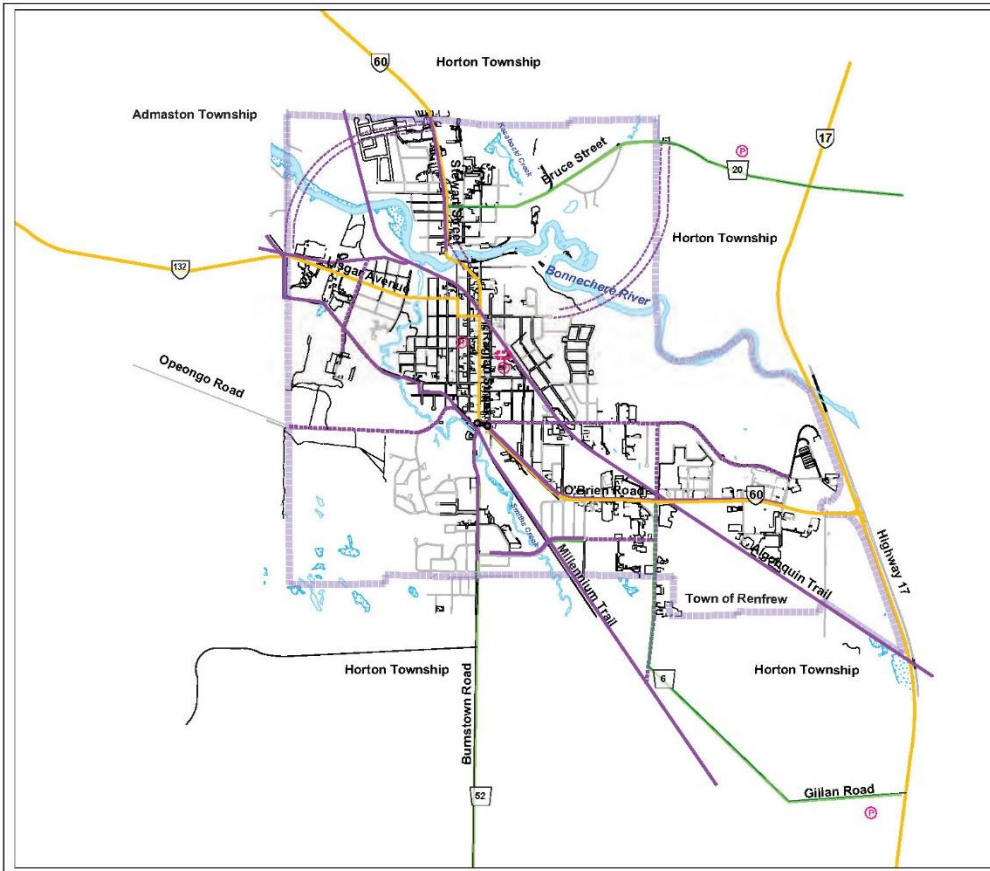 60
Horton Township
Admaston Township
17
P
20
Bruce Street
Stewart Street
Horton Township
132
Bonnechere River
P
Opeongo Road
O'Brien Road
60
Smiths Creek
Algonquin Trail
Highway 17
Millennium Trail
Town of Renfrew
Horton Township
Horton Township
6
Burnstown Road
52
Gillan Road
P